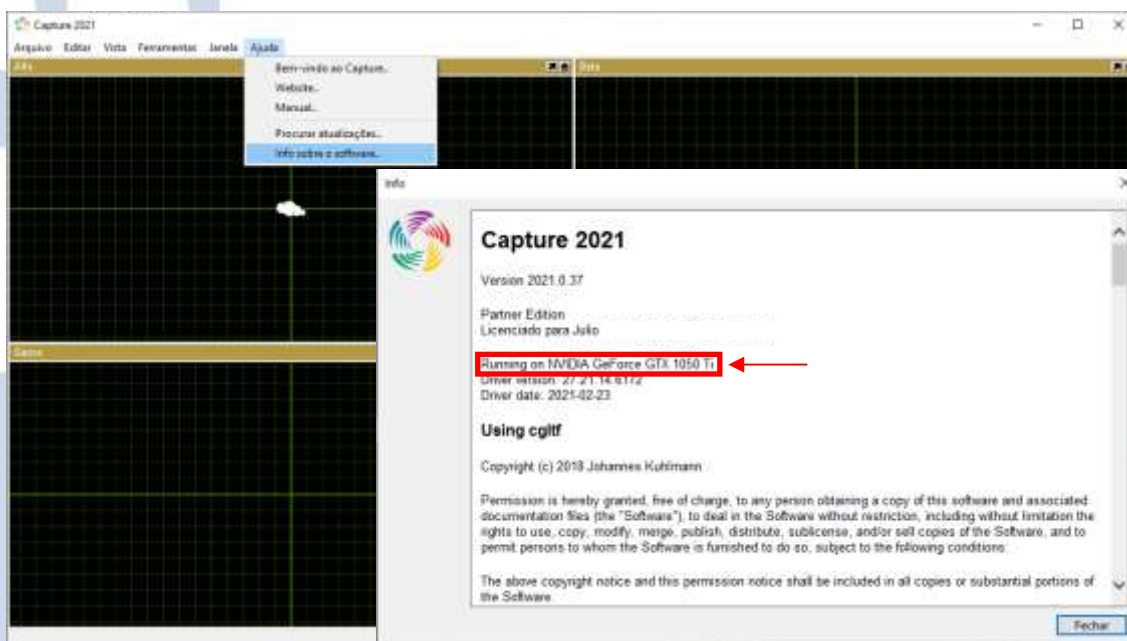 Capture 2021
Arquivo Editar Vista Ferramentas Janela Ajuda
Bem-vindo ao Capture...
Website...
Manual...
Procurar atualizações...
Info sobre o software...
Info
Capture 2021
Version 2021.0.37
Partner Edition
Licenciado para Julio
Running on NVIDIA GeForce GTX 1050 Ti
Driver version: 27.21.14.6172
Driver date: 2021-02-23
Using cgltf
Copyright (c) 2018 Johannes Kuhlmann
Permission is hereby granted, free of charge, to any person obtaining a copy of this software and associated
documentation files (the "Software"), to deal in the Software without restriction, including without limitation the
rights to use, copy, modify, merge, publish, distribute, sublicense, and/or sell copies of the Software, and to
permit persons to whom the Software is furnished to do so, subject to the following conditions:
The above copyright notice and this permission notice shall be included in all copies or substantial portions of
the Software.
Fechar